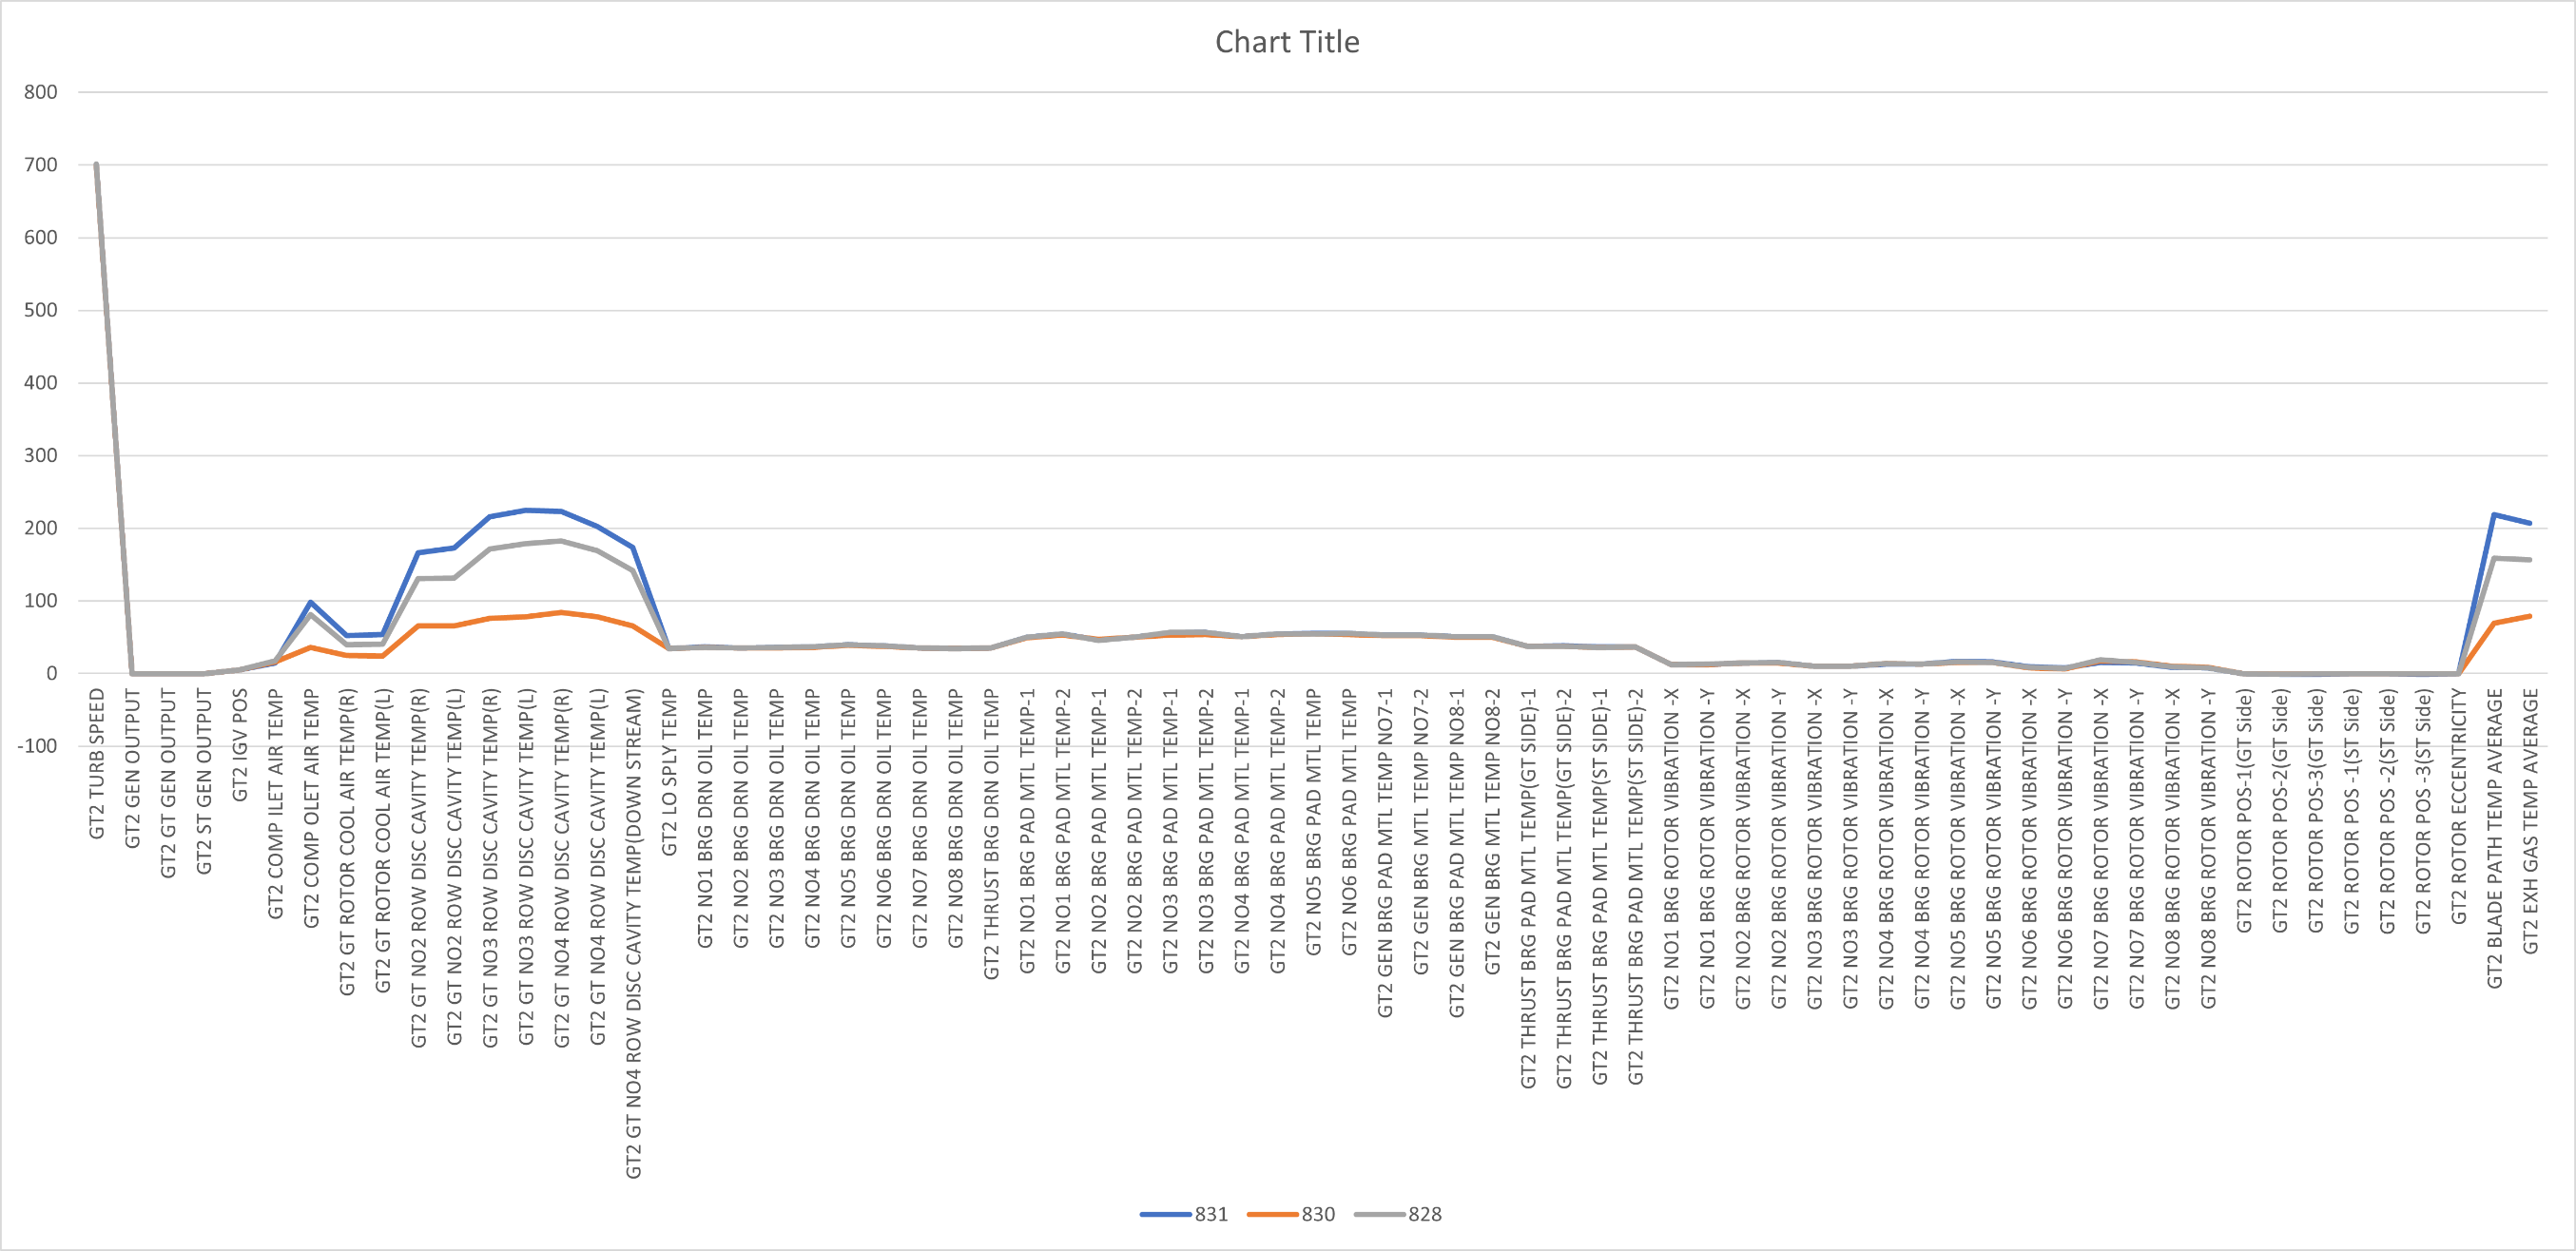 Chart Title
800
700
600
500
400
300
200
100
0
-100
GT2 TURB SPEED
GT2 GEN OUTPUT
GT2 GT GEN OUTPUT
GT2 ST GEN OUTPUT
GT2 IGV POS
GT2 COMP ILET AIR TEMP
GT2 COMP OLET AIR TEMP
GT2 GT ROTOR COOL AIR TEMP(R)
GT2 GT ROTOR COOL AIR TEMP(L)
GT2 GT NO2 ROW DISC CAVITY TEMP(R)
GT2 GT NO2 ROW DISC CAVITY TEMP(L)
GT2 GT NO3 ROW DISC CAVITY TEMP(R)
GT2 GT NO3 ROW DISC CAVITY TEMP(L)
GT2 GT NO4 ROW DISC CAVITY TEMP(R)
GT2 GT NO4 ROW DISC CAVITY TEMP(L)
GT2 GT NO4 ROW DISC CAVITY TEMP(DOWN STREAM)
GT2 LO SPLY TEMP
GT2 NO1 BRG DRN OIL TEMP
GT2 NO2 BRG DRN OIL TEMP
GT2 NO3 BRG DRN OIL TEMP
GT2 NO4 BRG DRN OIL TEMP
GT2 NO5 BRG DRN OIL TEMP
GT2 NO6 BRG DRN OIL TEMP
GT2 NO7 BRG DRN OIL TEMP
GT2 NO8 BRG DRN OIL TEMP
GT2 THRUST BRG DRN OIL TEMP
GT2 NO1 BRG PAD MTL TEMP-1
GT2 NO1 BRG PAD MTL TEMP-2
GT2 NO2 BRG PAD MTL TEMP-1
GT2 NO2 BRG PAD MTL TEMP-2
GT2 NO3 BRG PAD MTL TEMP-1
GT2 NO3 BRG PAD MTL TEMP-2
GT2 NO4 BRG PAD MTL TEMP-1
GT2 NO4 BRG PAD MTL TEMP-2
GT2 NO5 BRG PAD MTL TEMP
GT2 NO6 BRG PAD MTL TEMP
GT2 GEN BRG PAD MTL TEMP NO7-1
GT2 GEN BRG MTL TEMP NO7-2
GT2 GEN BRG PAD MTL TEMP NO8-1
GT2 GEN BRG MTL TEMP NO8-2
GT2 THRUST BRG PAD MTL TEMP(GT SIDE)-1
GT2 THRUST BRG PAD MTL TEMP(GT SIDE)-2
GT2 THRUST BRG PAD MTL TEMP(ST SIDE)-1
GT2 THRUST BRG PAD MTL TEMP(ST SIDE)-2
GT2 NO1 BRG ROTOR VIBRATION -X
GT2 NO1 BRG ROTOR VIBRATION -Y
GT2 NO2 BRG ROTOR VIBRATION -X
GT2 NO2 BRG ROTOR VIBRATION -Y
GT2 NO3 BRG ROTOR VIBRATION -X
GT2 NO3 BRG ROTOR VIBRATION -Y
GT2 NO4 BRG ROTOR VIBRATION -X
GT2 NO4 BRG ROTOR VIBRATION -Y
GT2 NO5 BRG ROTOR VIBRATION -X
GT2 NO5 BRG ROTOR VIBRATION -Y
GT2 NO6 BRG ROTOR VIBRATION -X
GT2 NO6 BRG ROTOR VIBRATION -Y
GT2 NO7 BRG ROTOR VIBRATION -X
GT2 NO7 BRG ROTOR VIBRATION -Y
GT2 NO8 BRG ROTOR VIBRATION -X
GT2 NO8 BRG ROTOR VIBRATION -Y
GT2 ROTOR POS-1(GT Side)
GT2 ROTOR POS-2(GT Side)
GT2 ROTOR POS-3(GT Side)
GT2 ROTOR POS -1(ST Side)
GT2 ROTOR POS -2(ST Side)
GT2 ROTOR POS -3(ST Side)
GT2 ROTOR ECCENTRICITY
GT2 BLADE PATH TEMP AVERAGE
GT2 EXH GAS TEMP AVERAGE
831 830 828